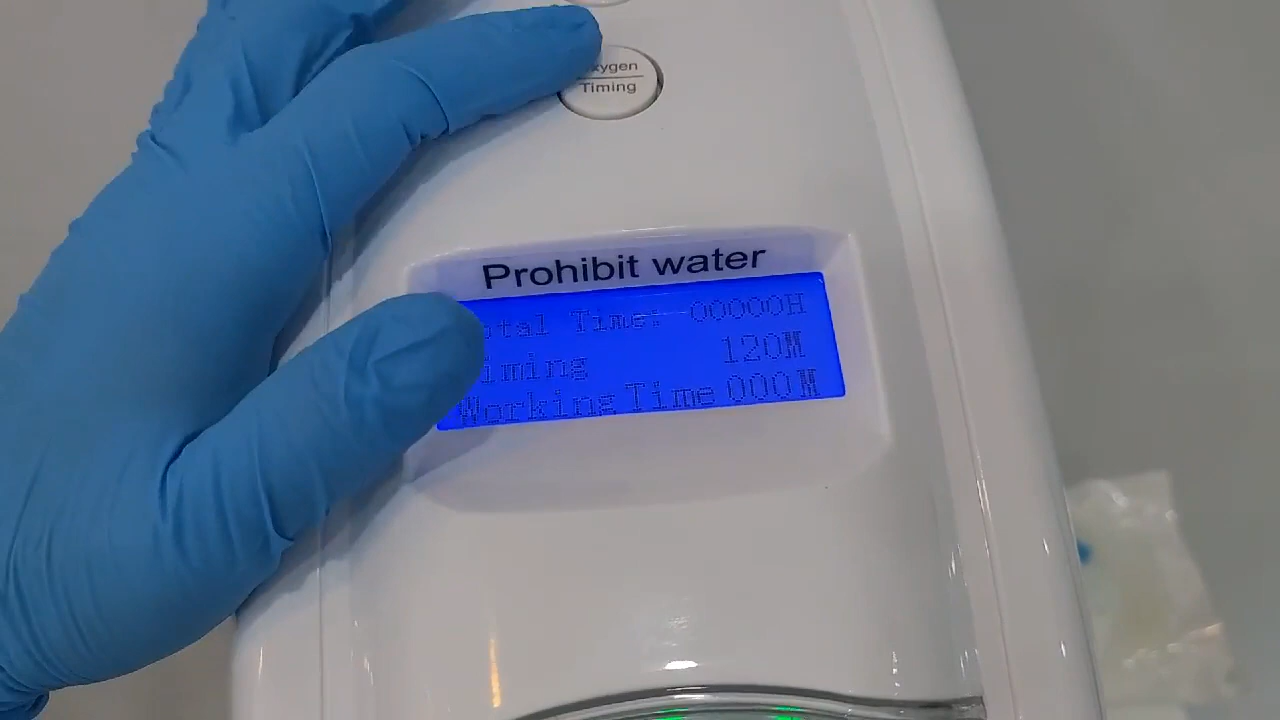 xygen
Timing
Prohibit water
otal Time: 00000H
iming 120M
Working Time 000M